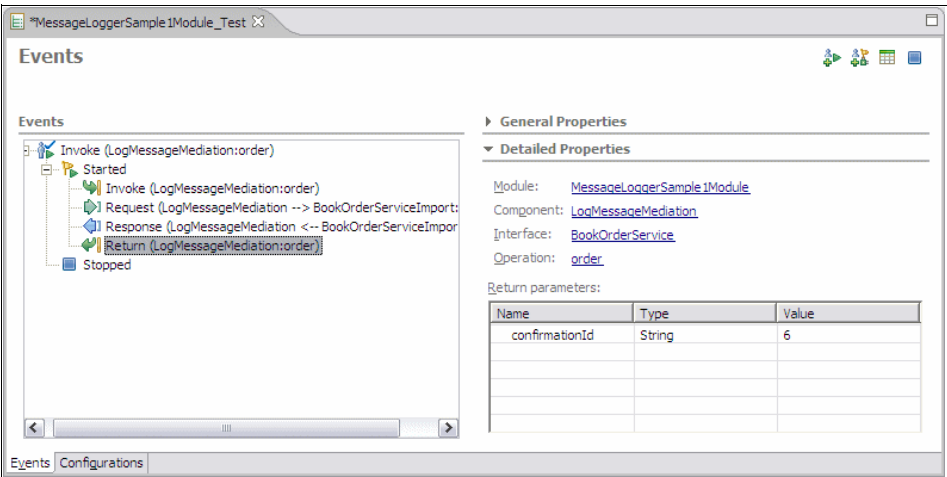 *MessageLoggerSample1Module_Test
Events
Events
Invoke (LogMessageMediation:order)
Started
Invoke (LogMessageMediation:order)
Request (LogMessageMediation --> BookOrderServiceImport:
Response (LogMessageMediation <-- BookOrderServiceImpor
Return (LogMessageMediation:order)
Stopped
General Properties
Detailed Properties
Module: MessageLoggerSample1Module
Component: LogMessageMediation
Interface: BookOrderService
Operation: order
Return parameters:
Name Type Value
confirmationId String 6
Events Configurations